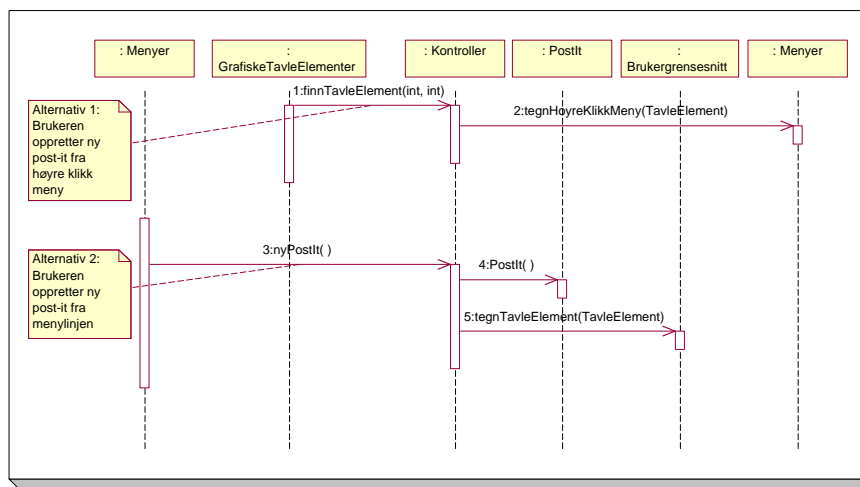 : Menyer
:
GrafiskeTavleElementer
: Kontroller
: PostIt
:
Brukergrensesnitt
: Menyer
1:finnTavleElement(int, int)
Alternativ 1:
Brukeren
oppretter ny
post-it fra
høyre klikk
meny
2:tegnHoyreKlikkMeny(TavleElement)
3:nyPostIt( )
Alternativ 2:
Brukeren
oppretter ny
post-it fra
menylinjen
4:PostIt( )
5:tegnTavleElement(TavleElement)